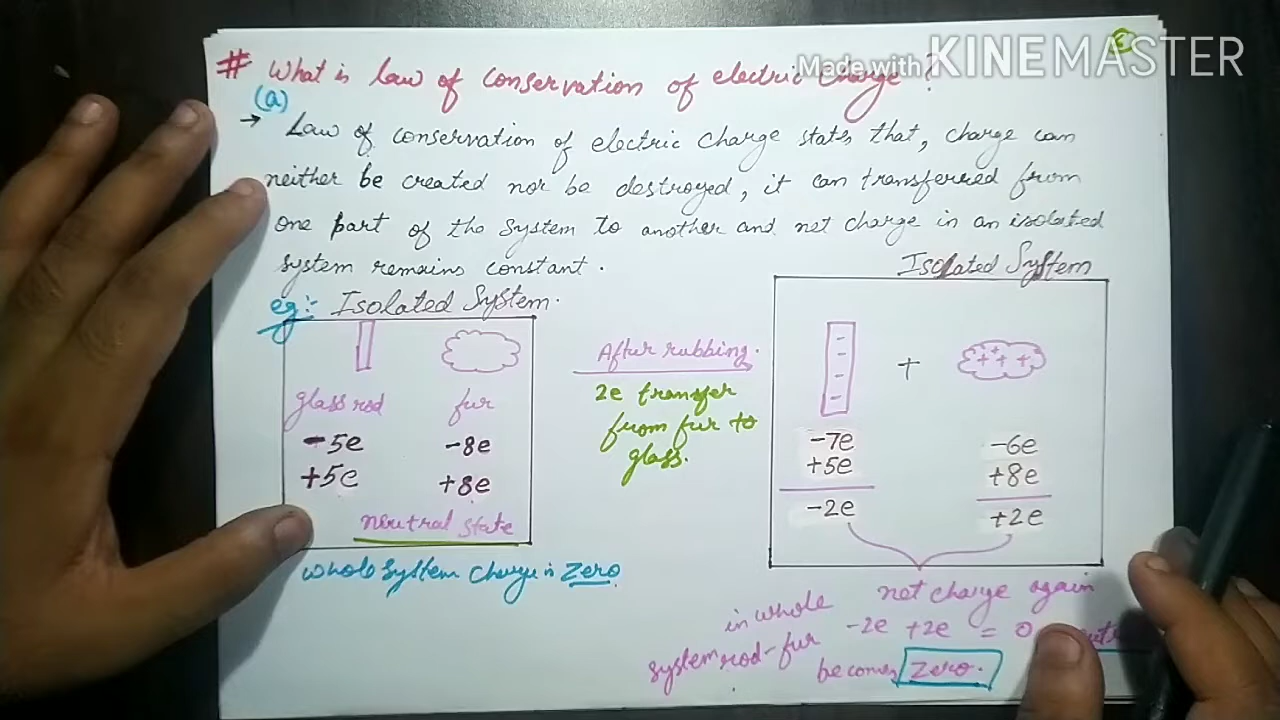 Made with KINEMASTER
# What is law of conservation of electric charge ?
(a)
→ Law of conservation of electric charge states that, charge can
neither be created nor be destroyed, it can transferred from
one part of the system to another and net charge in an isolated
system remains constant.
eg:- Isolated System.
Isolated System
glass rod fur
-5e -8e
+5e +8e
neutral state
whole system charge is zero
After rubbing.
2e transfer
from fur to
glass.
- - - - + + + + +
-7e -6e
+5e +8e
-2e +2e
net charge again
in whole
-2e +2e = 0
system rod-fur
becomes zero.